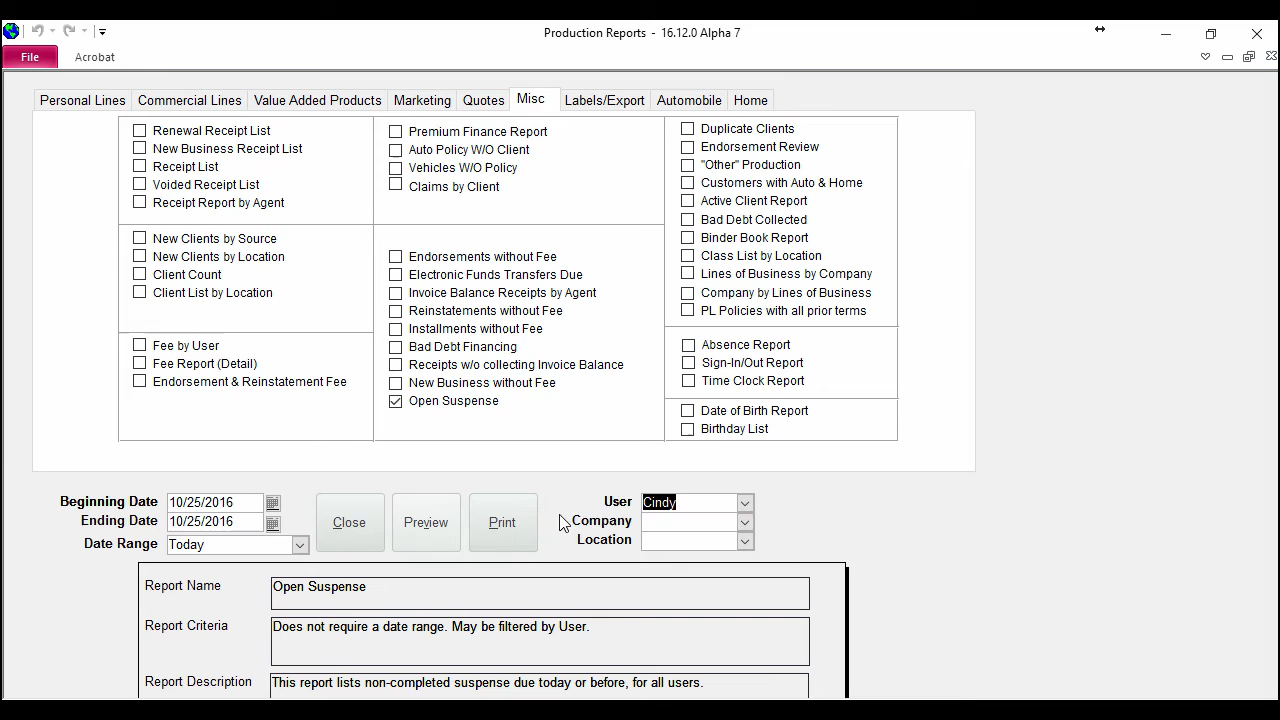 Production Reports - 16.12.0 Alpha 7
File
Acrobat
Personal Lines
Commercial Lines
Value Added Products
Marketing
Quotes
Misc
Labels/Export
Automobile
Home
Renewal Receipt List
New Business Receipt List
Receipt List
Voided Receipt List
Receipt Report by Agent
New Clients by Source
New Clients by Location
Client Count
Client List by Location
Fee by User
Fee Report (Detail)
Endorsement & Reinstatement Fee
Premium Finance Report
Auto Policy W/O Client
Vehicles W/O Policy
Claims by Client
Endorsements without Fee
Electronic Funds Transfers Due
Invoice Balance Receipts by Agent
Reinstatements without Fee
Installments without Fee
Bad Debt Financing
Receipts w/o collecting Invoice Balance
New Business without Fee
Open Suspense
Duplicate Clients
Endorsement Review
"Other" Production
Customers with Auto & Home
Active Client Report
Bad Debt Collected
Binder Book Report
Class List by Location
Lines of Business by Company
Company by Lines of Business
PL Policies with all prior terms
Absence Report
Sign-In/Out Report
Time Clock Report
Date of Birth Report
Birthday List
Beginning Date 10/25/2016
Ending Date 10/25/2016
Date Range Today
Close
Preview
Print
User Cindy
Company
Location
Report Name Open Suspense
Report Criteria Does not require a date range. May be filtered by User.
Report Description This report lists non-completed suspense due today or before, for all users.